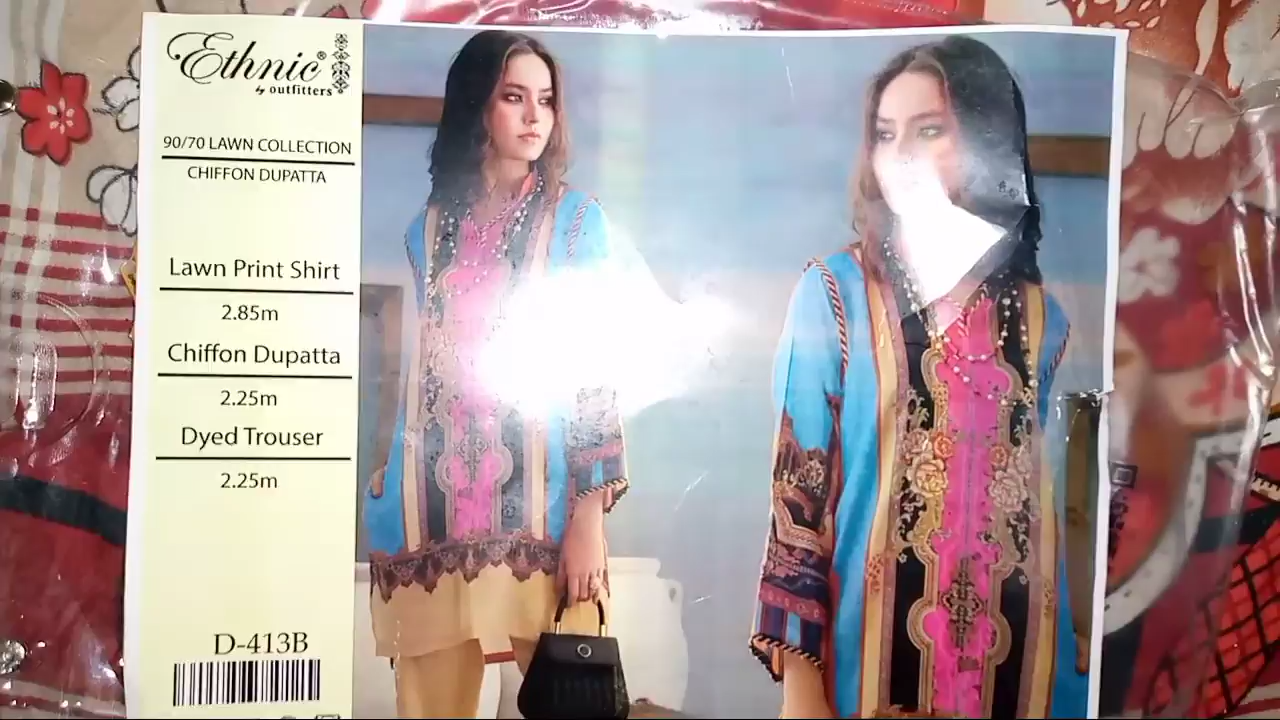 Ethnic®
by outfitters
90/70 LAWN COLLECTION
CHIFFON DUPATTA
Lawn Print Shirt
2.85m
Chiffon Dupatta
2.25m
Dyed Trouser
2.25m
D-413B